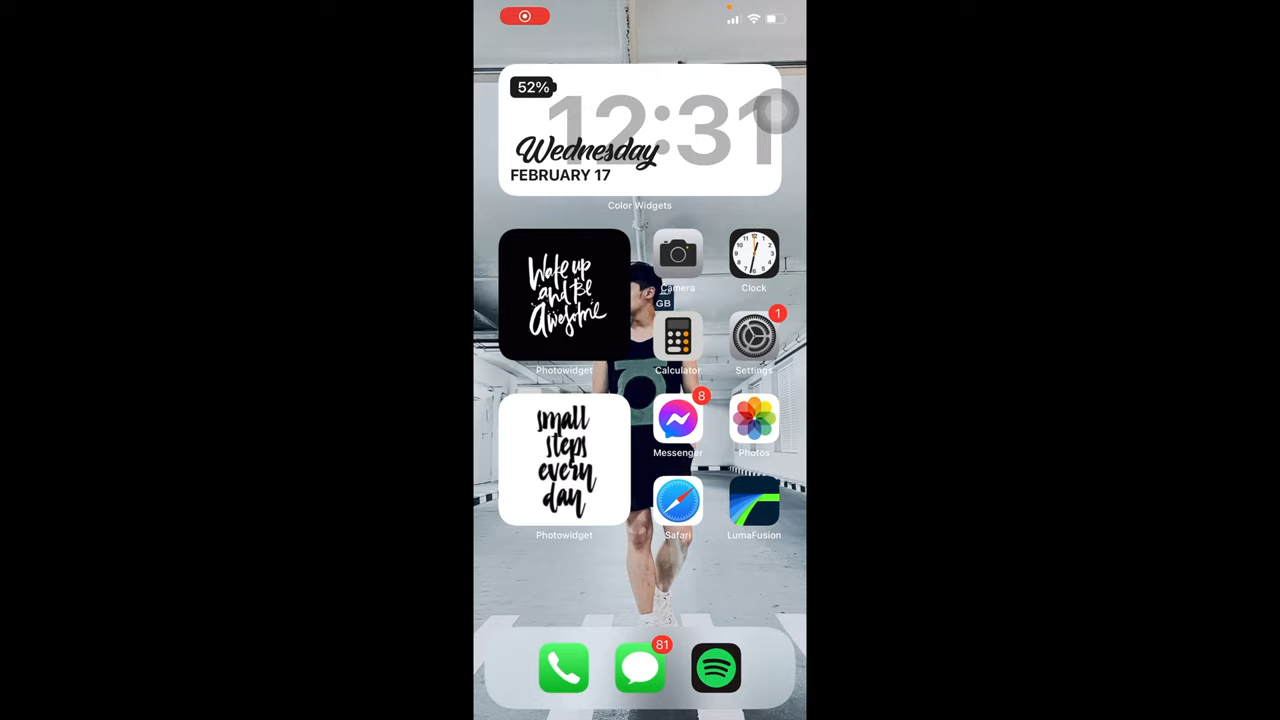 52%
12:31
Wednesday
FEBRUARY 17
Color Widgets
Wake up
and Be
Awesome
Photowidget
Camera
Clock
GB
Calculator
1
Settings
small
steps
every
day
Photowidget
8
Messenger
Photos
Safari
LumaFusion
81